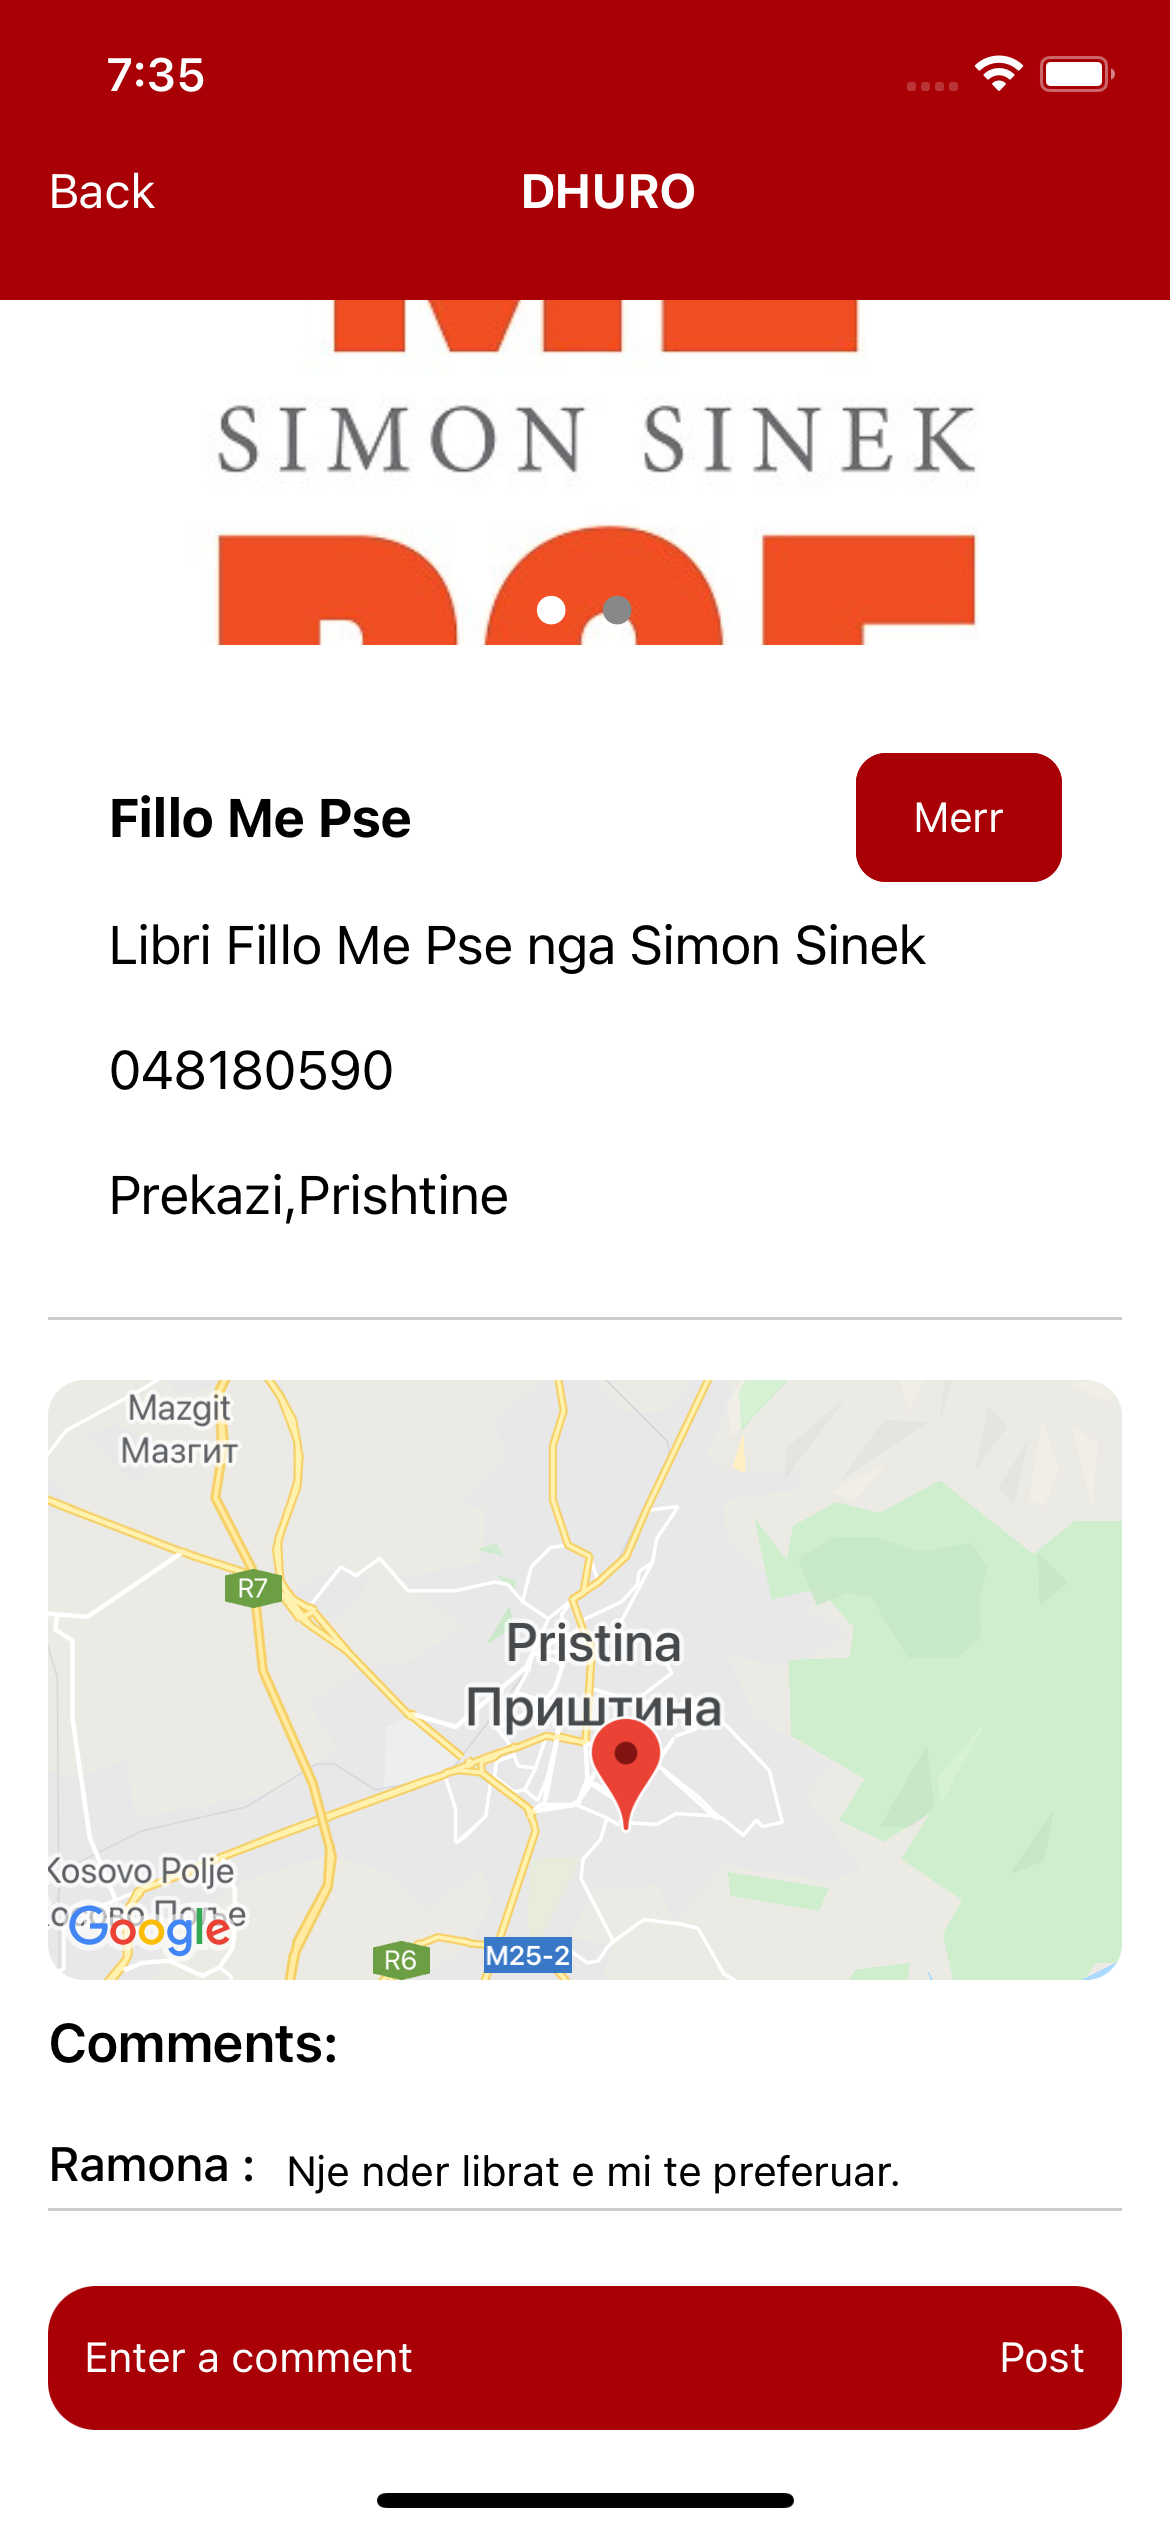 7:35
Back
DHURO
ME
SIMON SINEK
PSE
Fillo Me Pse
Merr
Libri Fillo Me Pse nga Simon Sinek
048180590
Prekazi,Prishtine
Mazgit
Мазгит
R7
Pristina
Приштина
Kosovo Polje
Google
R6
M25-2
Comments:
Ramona :
Nje nder librat e mi te preferuar.
Enter a comment
Post